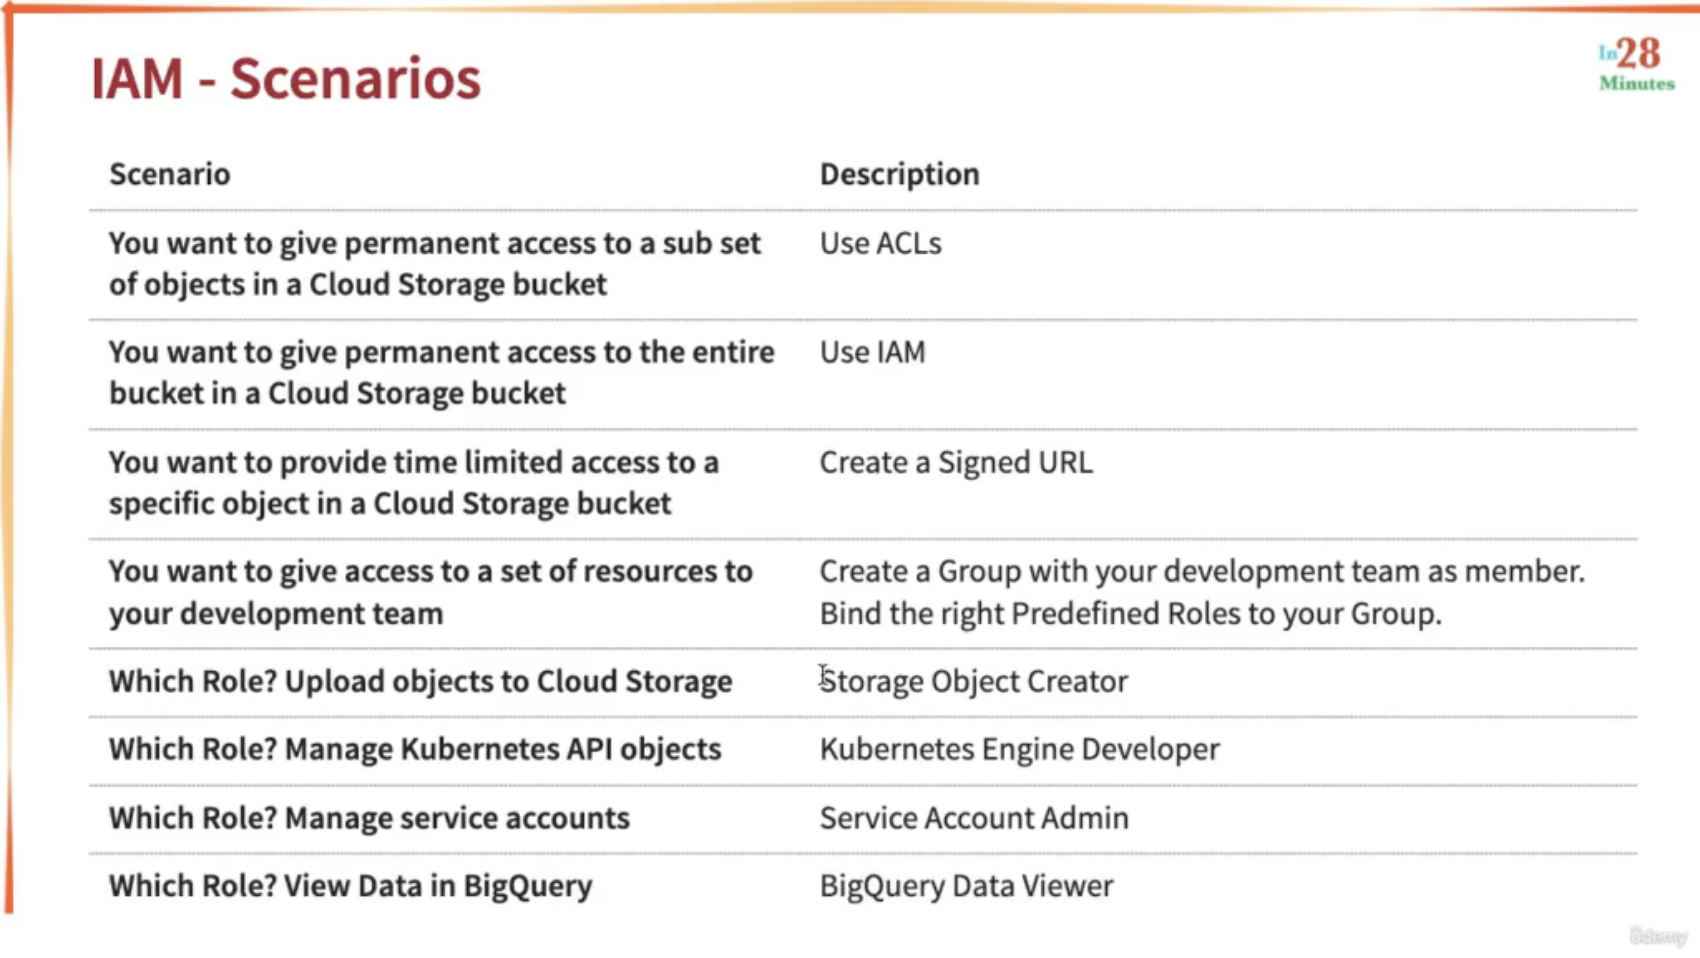 IAM - Scenarios
In28
Minutes
Scenario
Description
You want to give permanent access to a sub set
of objects in a Cloud Storage bucket
Use ACLs
You want to give permanent access to the entire
bucket in a Cloud Storage bucket
Use IAM
You want to provide time limited access to a
specific object in a Cloud Storage bucket
Create a Signed URL
You want to give access to a set of resources to
your development team
Create a Group with your development team as member.
Bind the right Predefined Roles to your Group.
Which Role? Upload objects to Cloud Storage
Storage Object Creator
Which Role? Manage Kubernetes API objects
Kubernetes Engine Developer
Which Role? Manage service accounts
Service Account Admin
Which Role? View Data in BigQuery
BigQuery Data Viewer
ûdemy